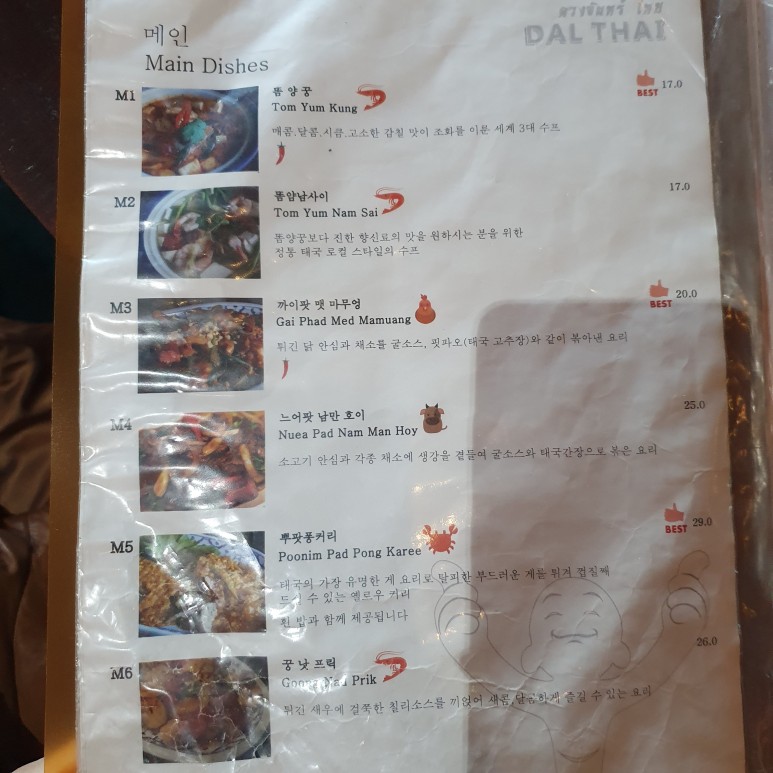 DAL THAI
메인
Main Dishes
M1
똠 양 꿍
Tom Yum Kung
BEST
17.0
매콤.달콤.시큼.고소한 감칠 맛이 조화를 이룬 세계 3대 수프
M2
똠얌남사이
Tom Yum Nam Sai
17.0
똠양꿍보다 진한 향신료의 맛을 원하시는 분을 위한
정통 태국 로컬 스타일의 수프
M3
까이팟 멧 마무엉
Gai Phad Med Mamuang
BEST
20.0
튀긴 닭 안심과 채소를 굴소스, 핏파오(태국 고추장)와 같이 볶아낸 요리
M4
느어팟 남만 호이
Nuea Pad Nam Man Hoy
25.0
소고기 안심과 각종 채소에 생강을 곁들여 굴소스와 태국간장으로 볶은 요리
M5
뿌팟퐁커리
Poonim Pad Pong Karee
BEST
29.0
태국의 가장 유명한 게 요리로 탈피한 부드러운 게를 튀겨 껍질째
드실 수 있는 옐로우 커리
흰 밥과 함께 제공됩니다
M6
꿍 낫 프릭
Prik
26.0
튀긴 새우에 걸쭉한 칠리소스를 끼얹어 새콤,달콤하게 즐길 수 있는 요리